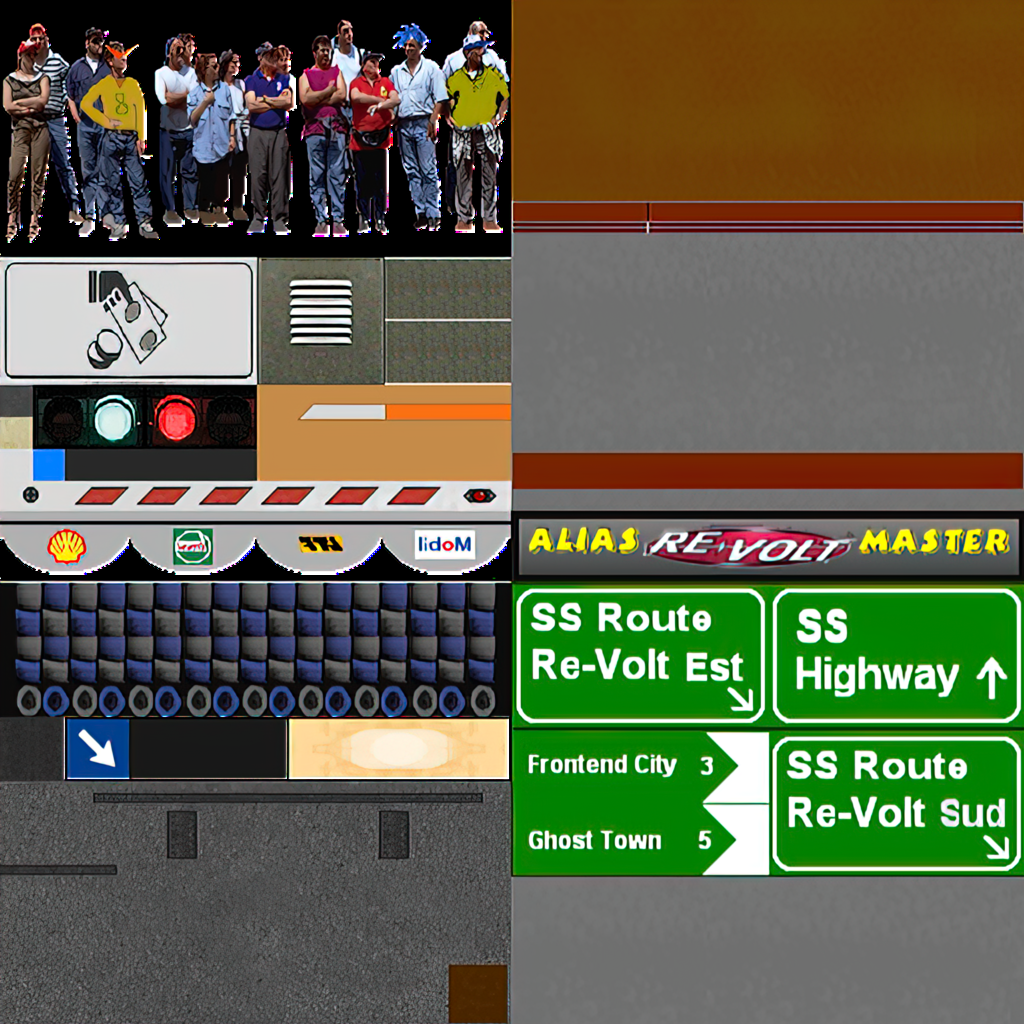 Mobil
ALIAS RE-VOLT MASTER
SS Route
Re-Volt Est
SS
Highway
Frontend City 3
Ghost Town 5
SS Route
Re-Volt Sud